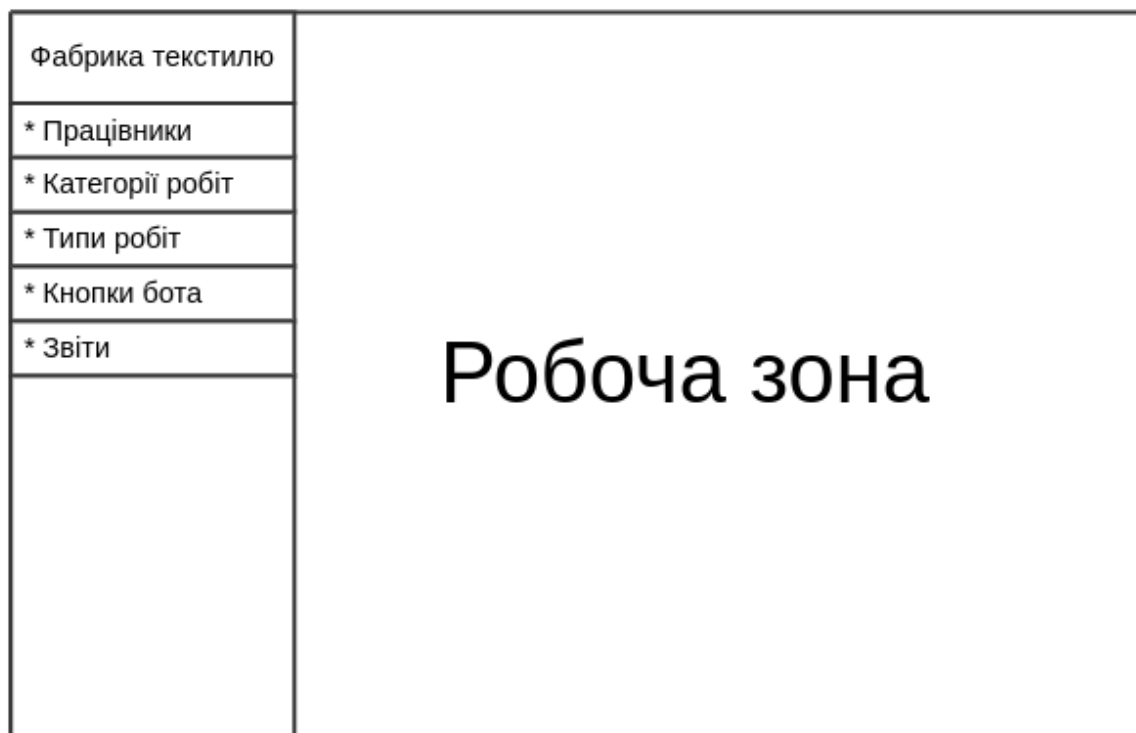 Фабрика текстилю
* Працівники
* Категорії робіт
* Типи робіт
* Кнопки бота
* Звіти
Робоча зона